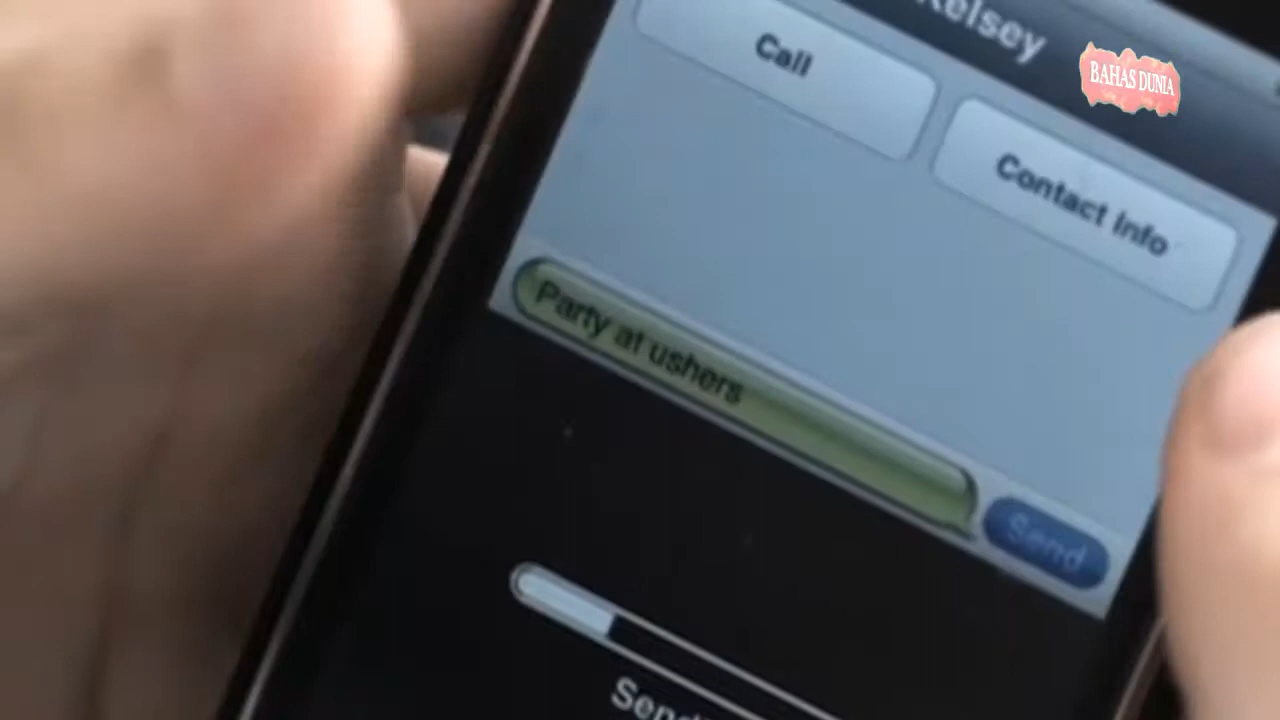 Kelsey
BAHAS DUNIA
Call
Contact Info
Party at ushers
Send